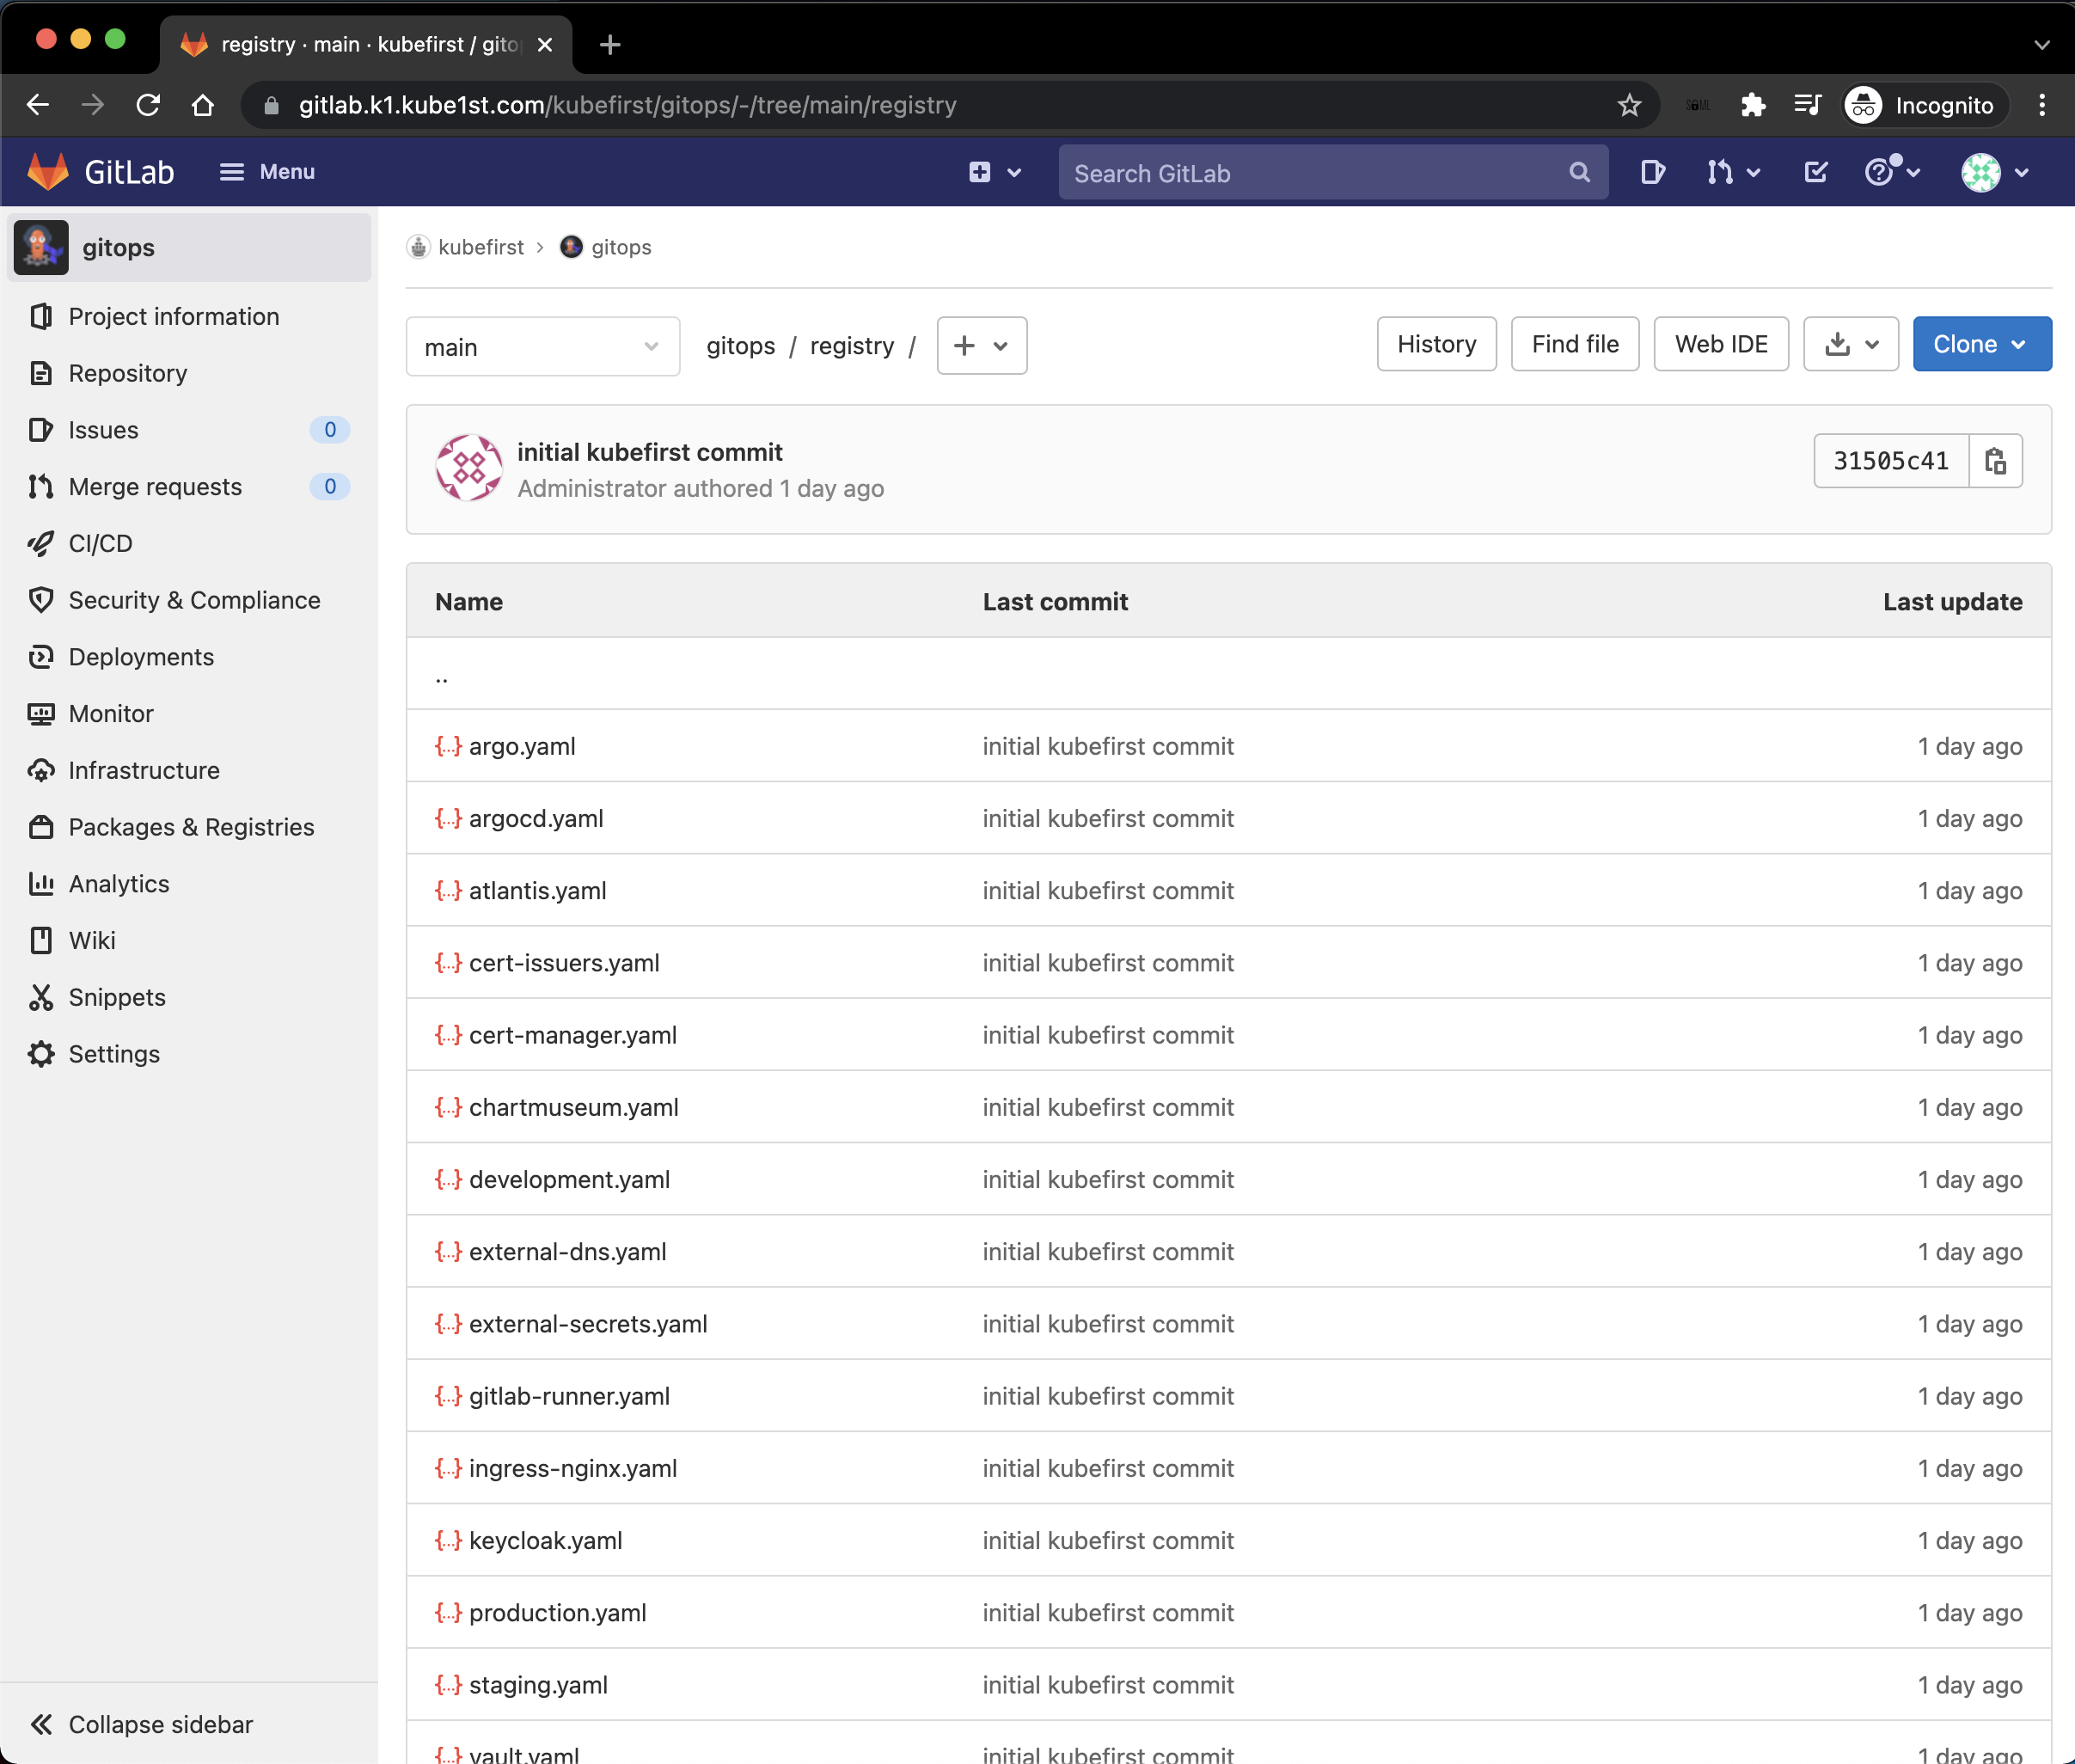 registry · main · kubefirst / gito
gitlab.k1.kube1st.com/kubefirst/gitops/-/tree/main/registry
SAML
Incognito
GitLab
Menu
Search GitLab
gitops
Project information
Repository
Issues 0
Merge requests 0
CI/CD
Security & Compliance
Deployments
Monitor
Infrastructure
Packages & Registries
Analytics
Wiki
Snippets
Settings
Collapse sidebar
kubefirst > gitops
main
gitops / registry /
History
Find file
Web IDE
Clone
initial kubefirst commit
Administrator authored 1 day ago
31505c41
Name Last commit Last update
..
argo.yaml initial kubefirst commit 1 day ago
argocd.yaml initial kubefirst commit 1 day ago
atlantis.yaml initial kubefirst commit 1 day ago
cert-issuers.yaml initial kubefirst commit 1 day ago
cert-manager.yaml initial kubefirst commit 1 day ago
chartmuseum.yaml initial kubefirst commit 1 day ago
development.yaml initial kubefirst commit 1 day ago
external-dns.yaml initial kubefirst commit 1 day ago
external-secrets.yaml initial kubefirst commit 1 day ago
gitlab-runner.yaml initial kubefirst commit 1 day ago
ingress-nginx.yaml initial kubefirst commit 1 day ago
keycloak.yaml initial kubefirst commit 1 day ago
production.yaml initial kubefirst commit 1 day ago
staging.yaml initial kubefirst commit 1 day ago
vault.yaml initial kubefirst commit 1 day ago